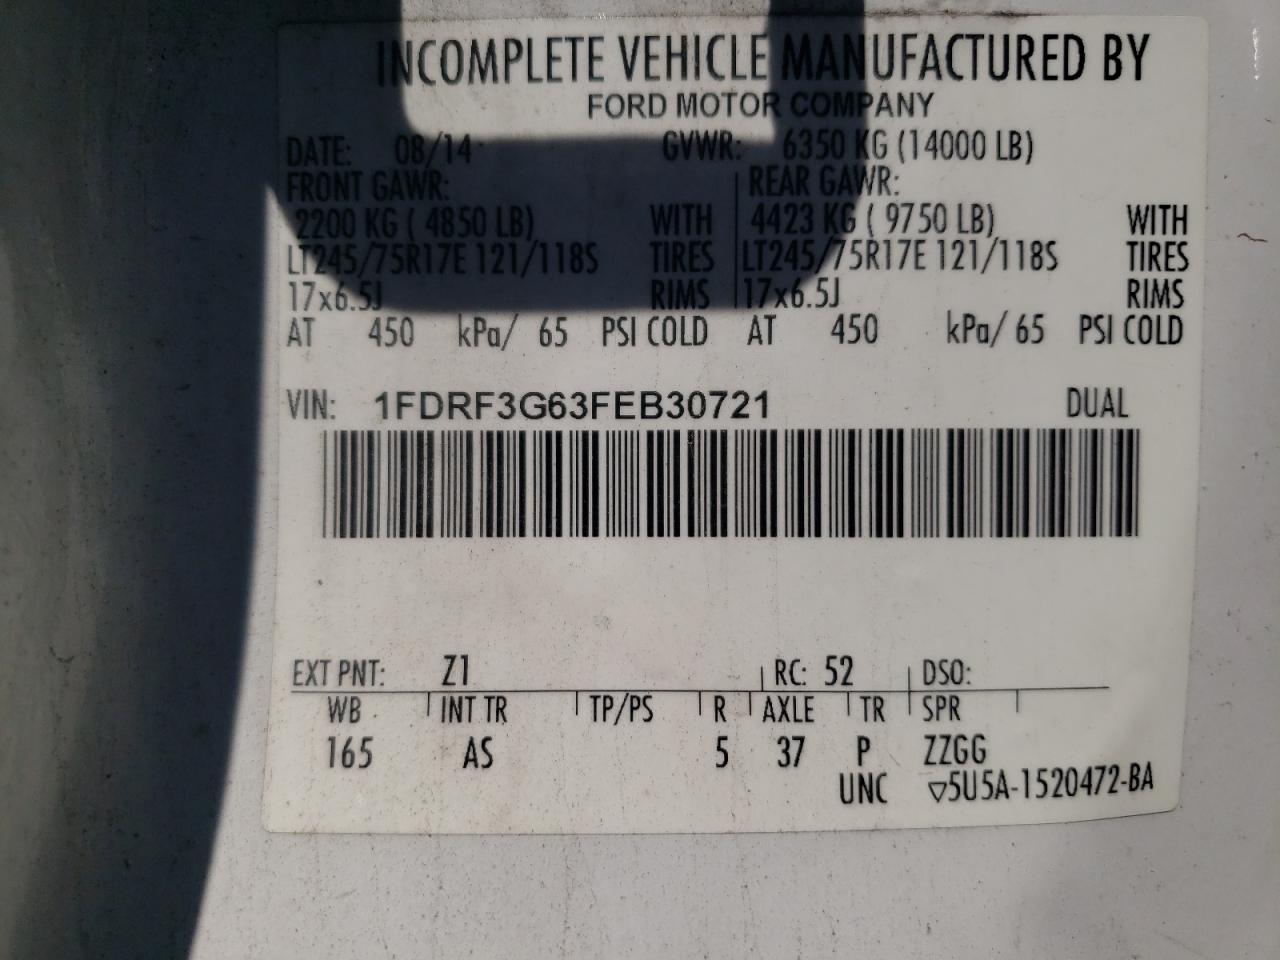 INCOMPLETE VEHICLE MANUFACTURED BY
FORD MOTOR COMPANY
DATE: 08/14 GVWR: 6350 KG (14000 LB)
FRONT GAWR: REAR GAWR:
2200 KG ( 4850 LB) WITH 4423 KG ( 9750 LB) WITH
LT245/75R17E 121/118S TIRES LT245/75R17E 121/118S TIRES
17x6.5J RIMS 17x6.5J RIMS
AT 450 kPa/ 65 PSI COLD AT 450 kPa/ 65 PSI COLD
VIN: 1FDRF3G63FEB30721 DUAL
EXT PNT: Z1 RC: 52 DSO:
WB INT TR TP/PS R AXLE TR SPR
165 AS 5 37 P ZZGG
UNC ▽5U5A-1520472-BA